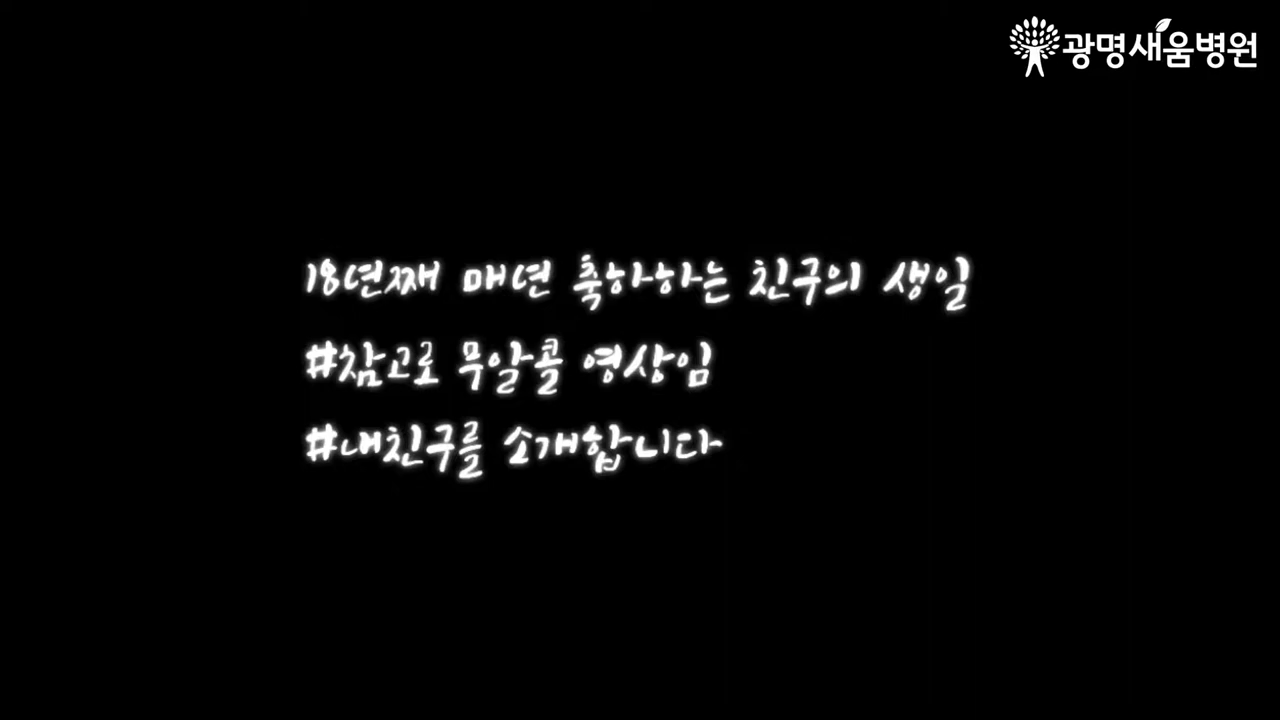 광명새움병원
18년째 매년 축하하는 친구의 생일
#참고로 무알콜 영상임
#내친구를 소개합니다